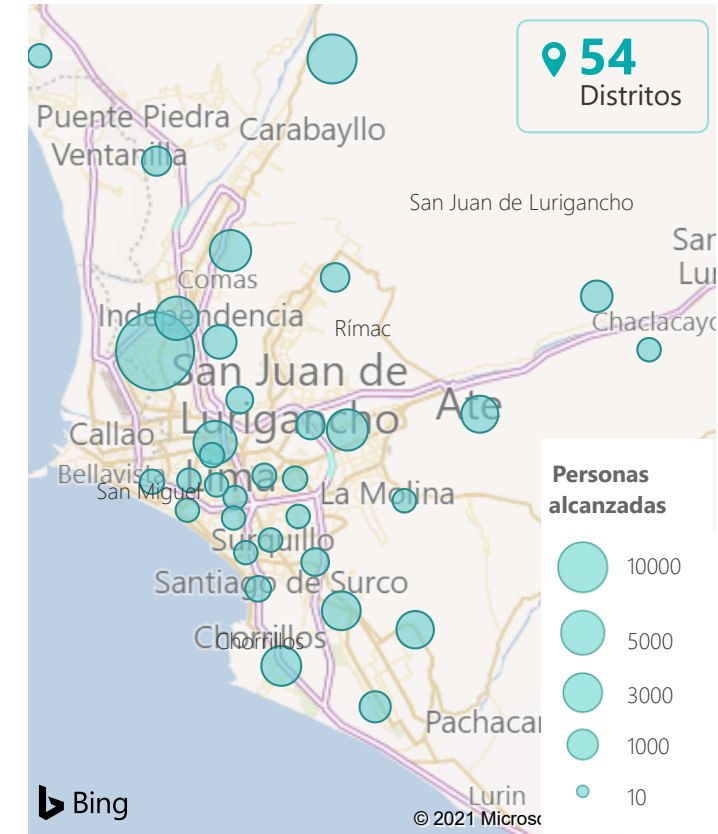 54
Distritos
Puente Piedra
Carabayllo
Ventanilla
San Juan de Lurigancho
San
Lur
Comas
Independencia
Chaclacayo
Rímac
San Juan de
Lurigancho
Ate
Callao
Bellavista
Lima
San Miguel
La Molina
Surquillo
Santiago de Surco
Chorrillos
Chorrillos
Pachacam
Lurin
Bing
© 2021 Microso
Personas
alcanzadas
10000
5000
3000
1000
10